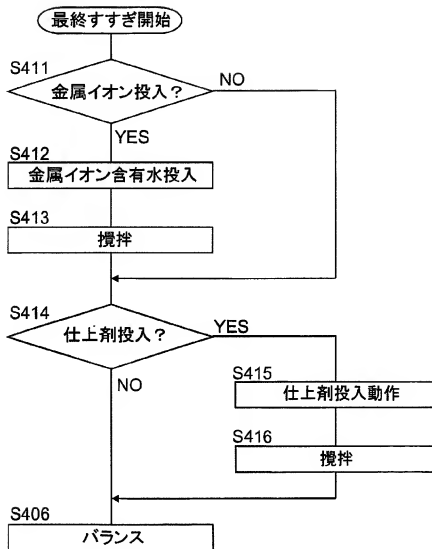 最終すすぎ開始
S411
金属イオン投入？
NO
YES
S412
金属イオン含有水投入
S413
攪拌
S414
仕上剤投入？
YES
NO
S415
仕上剤投入動作
S416
攪拌
S406
バランス